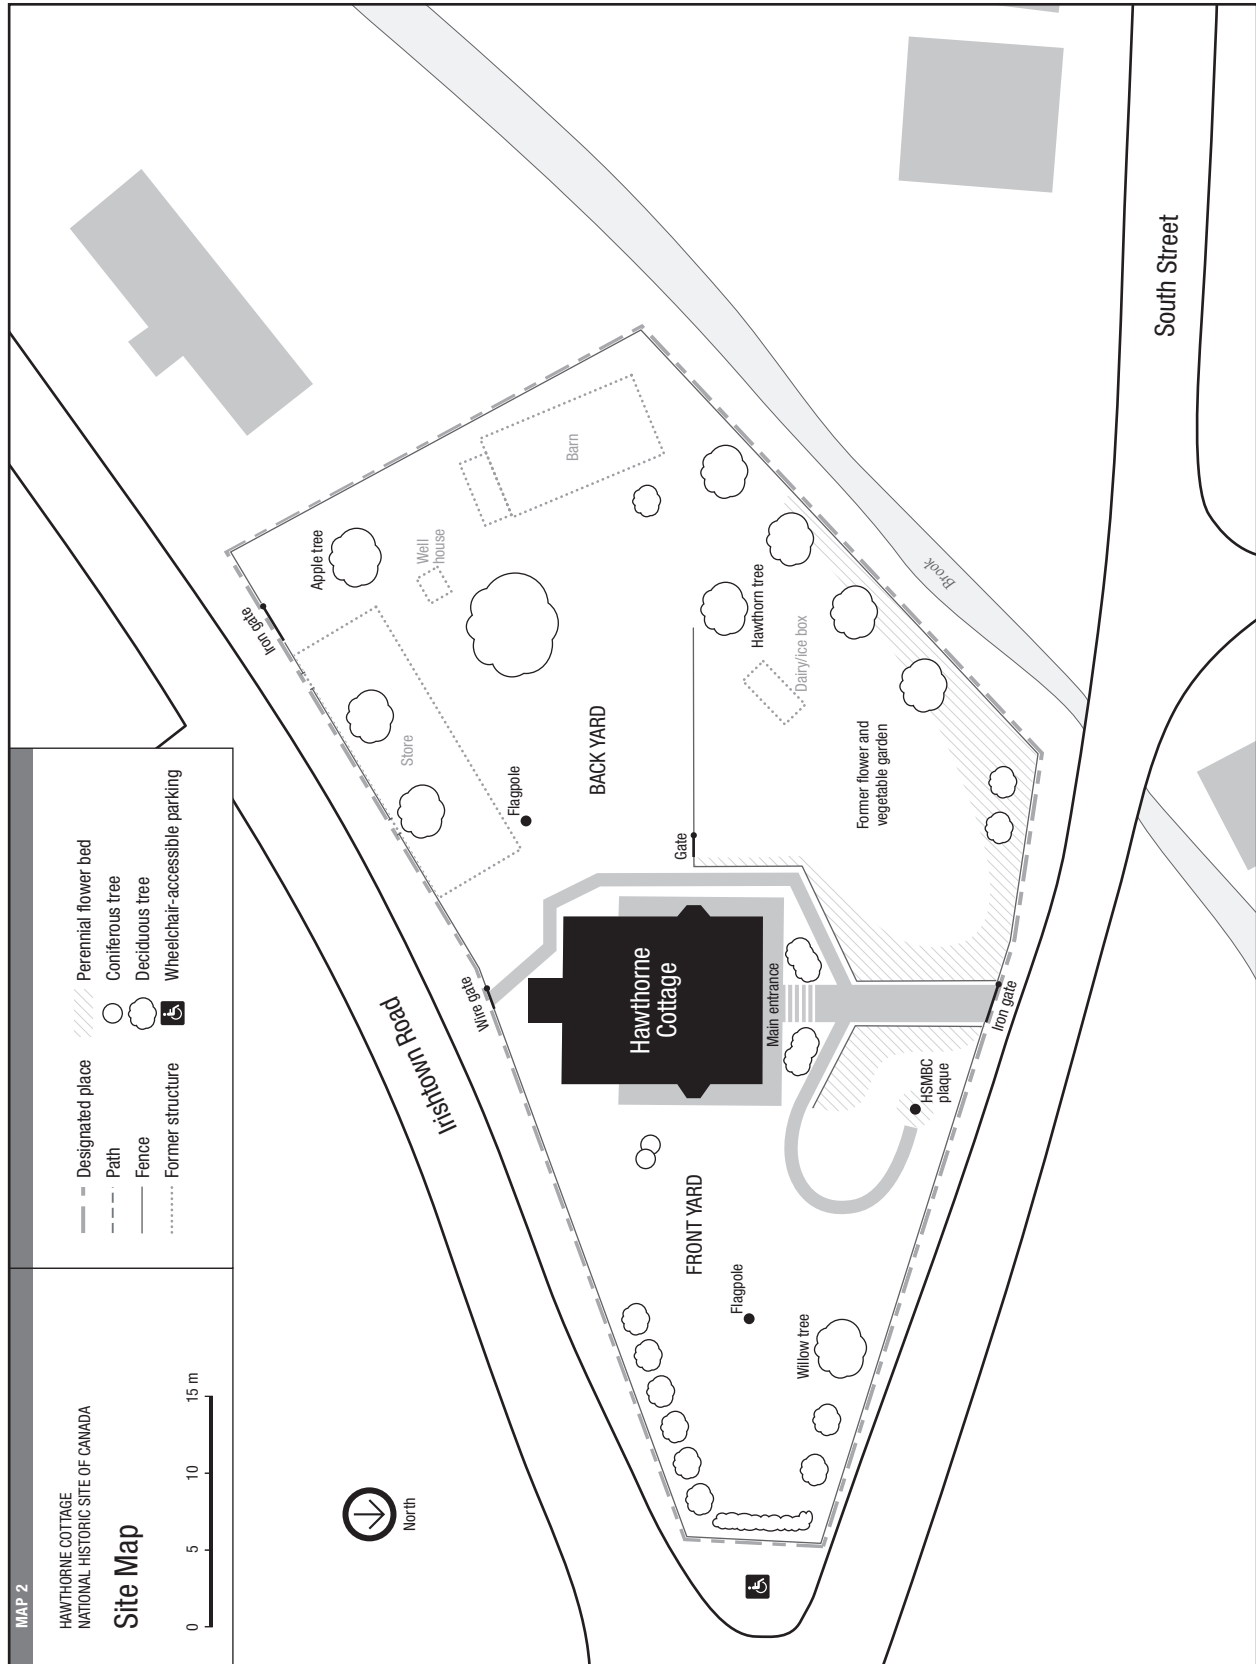 MAP 2
HAWTHORNE COTTAGE
NATIONAL HISTORIC SITE OF CANADA
Site Map
0 5 10 15 m
Designated place
Path
Fence
Former structure
Perennial flower bed
Coniferous tree
Deciduous tree
Wheelchair-accessible parking
North
Irishtown Road
Iron gate
Apple tree
Well
house
Store
Barn
Flagpole
BACK YARD
Wire gate
Gate
Hawthorn tree
Dairy/ice box
Former flower and
vegetable garden
Brook
South Street
Hawthorne
Cottage
Main entrance
Iron gate
HSMBC
plaque
FRONT YARD
Flagpole
Willow tree